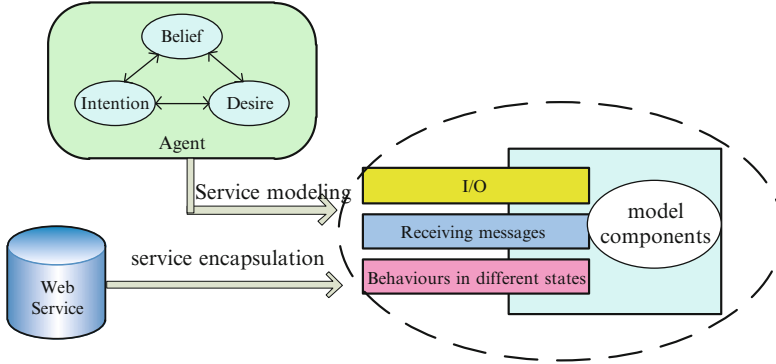 Belief
Intention
Desire
Agent
Service modeling
I/O
Receiving messages
Behaviours in different states
model
components
service encapsulation
Web
Service